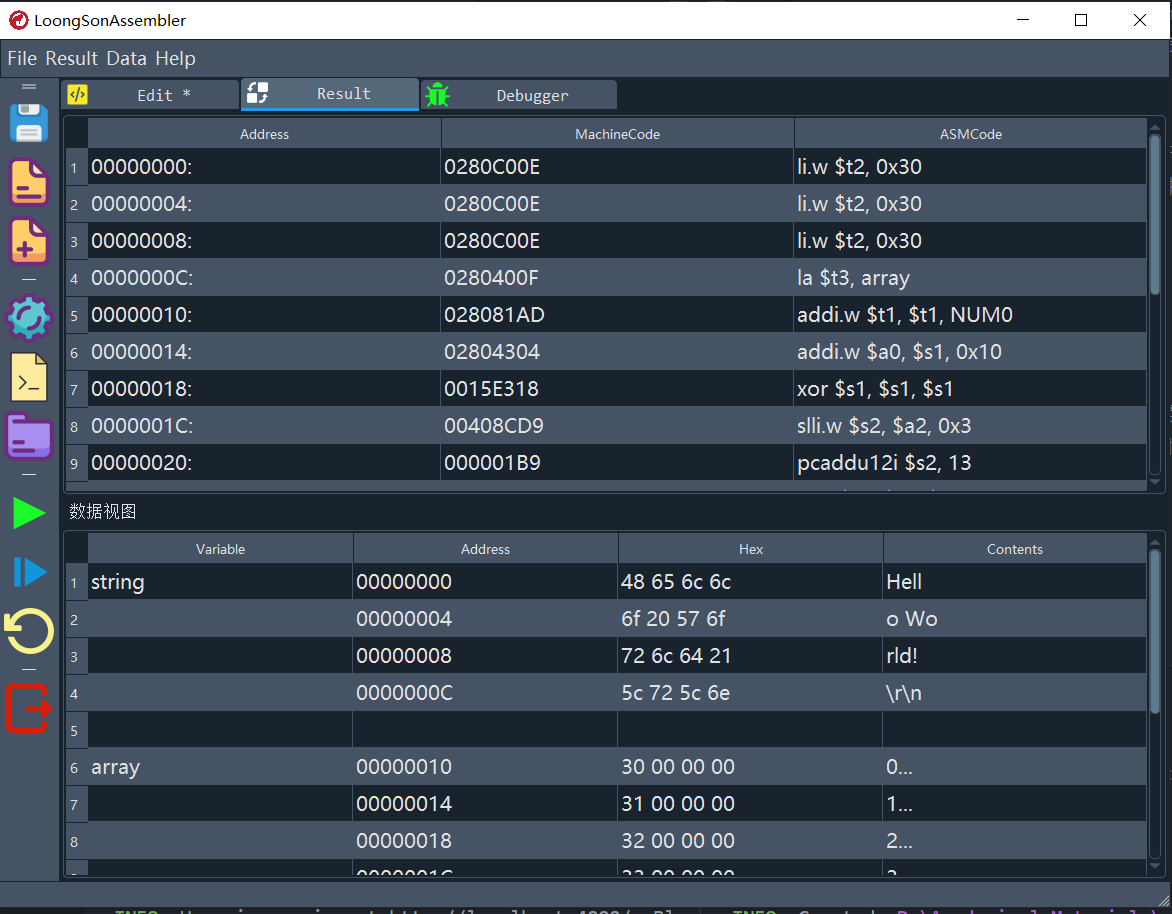 LoongSonAssembler
File Result Data Help
Edit * Result Debugger
Address MachineCode ASMCode
1 00000000: 0280C00E li.w $t2, 0x30
2 00000004: 0280C00E li.w $t2, 0x30
3 00000008: 0280C00E li.w $t2, 0x30
4 0000000C: 0280400F la $t3, array
5 00000010: 028081AD addi.w $t1, $t1, NUM0
6 00000014: 02804304 addi.w $a0, $s1, 0x10
7 00000018: 0015E318 xor $s1, $s1, $s1
8 0000001C: 00408CD9 slli.w $s2, $a2, 0x3
9 00000020: 000001B9 pcaddu12i $s2, 13
数据视图
Variable Address Hex Contents
1 string 00000000 48 65 6c 6c Hell
2 00000004 6f 20 57 6f o Wo
3 00000008 72 6c 64 21 rld!
4 0000000C 5c 72 5c 6e \r\n
5
6 array 00000010 30 00 00 00 0...
7 00000014 31 00 00 00 1...
8 00000018 32 00 00 00 2...